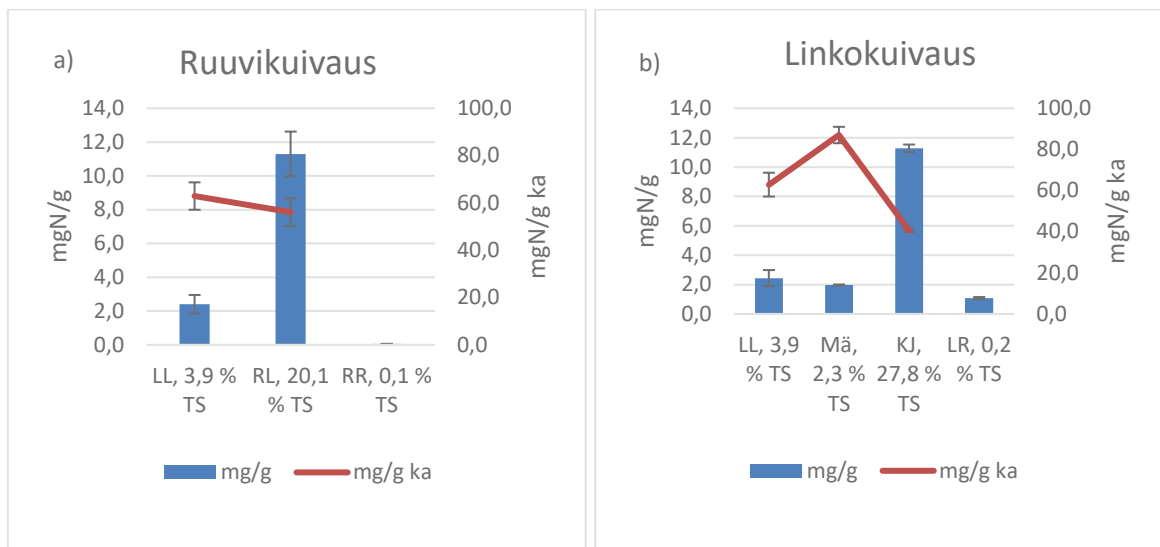 a)
Ruuvikuivaus
14,0
12,0
10,0
8,0
6,0
4,0
2,0
0,0
mgN/g
100,0
80,0
60,0
40,0
20,0
0,0
mgN/g ka
LL, 3,9 % RL, 20,1 RR, 0,1 %
TS % TS TS
mg/g mg/g ka
b)
Linkokuivaus
14,0
12,0
10,0
8,0
6,0
4,0
2,0
0,0
mgN/g
100,0
80,0
60,0
40,0
20,0
0,0
mgN/g ka
LL, 3,9 Mä, KJ, LR, 0,2
% TS 2,3 % 27,8 % % TS
TS TS
mg/g mg/g ka